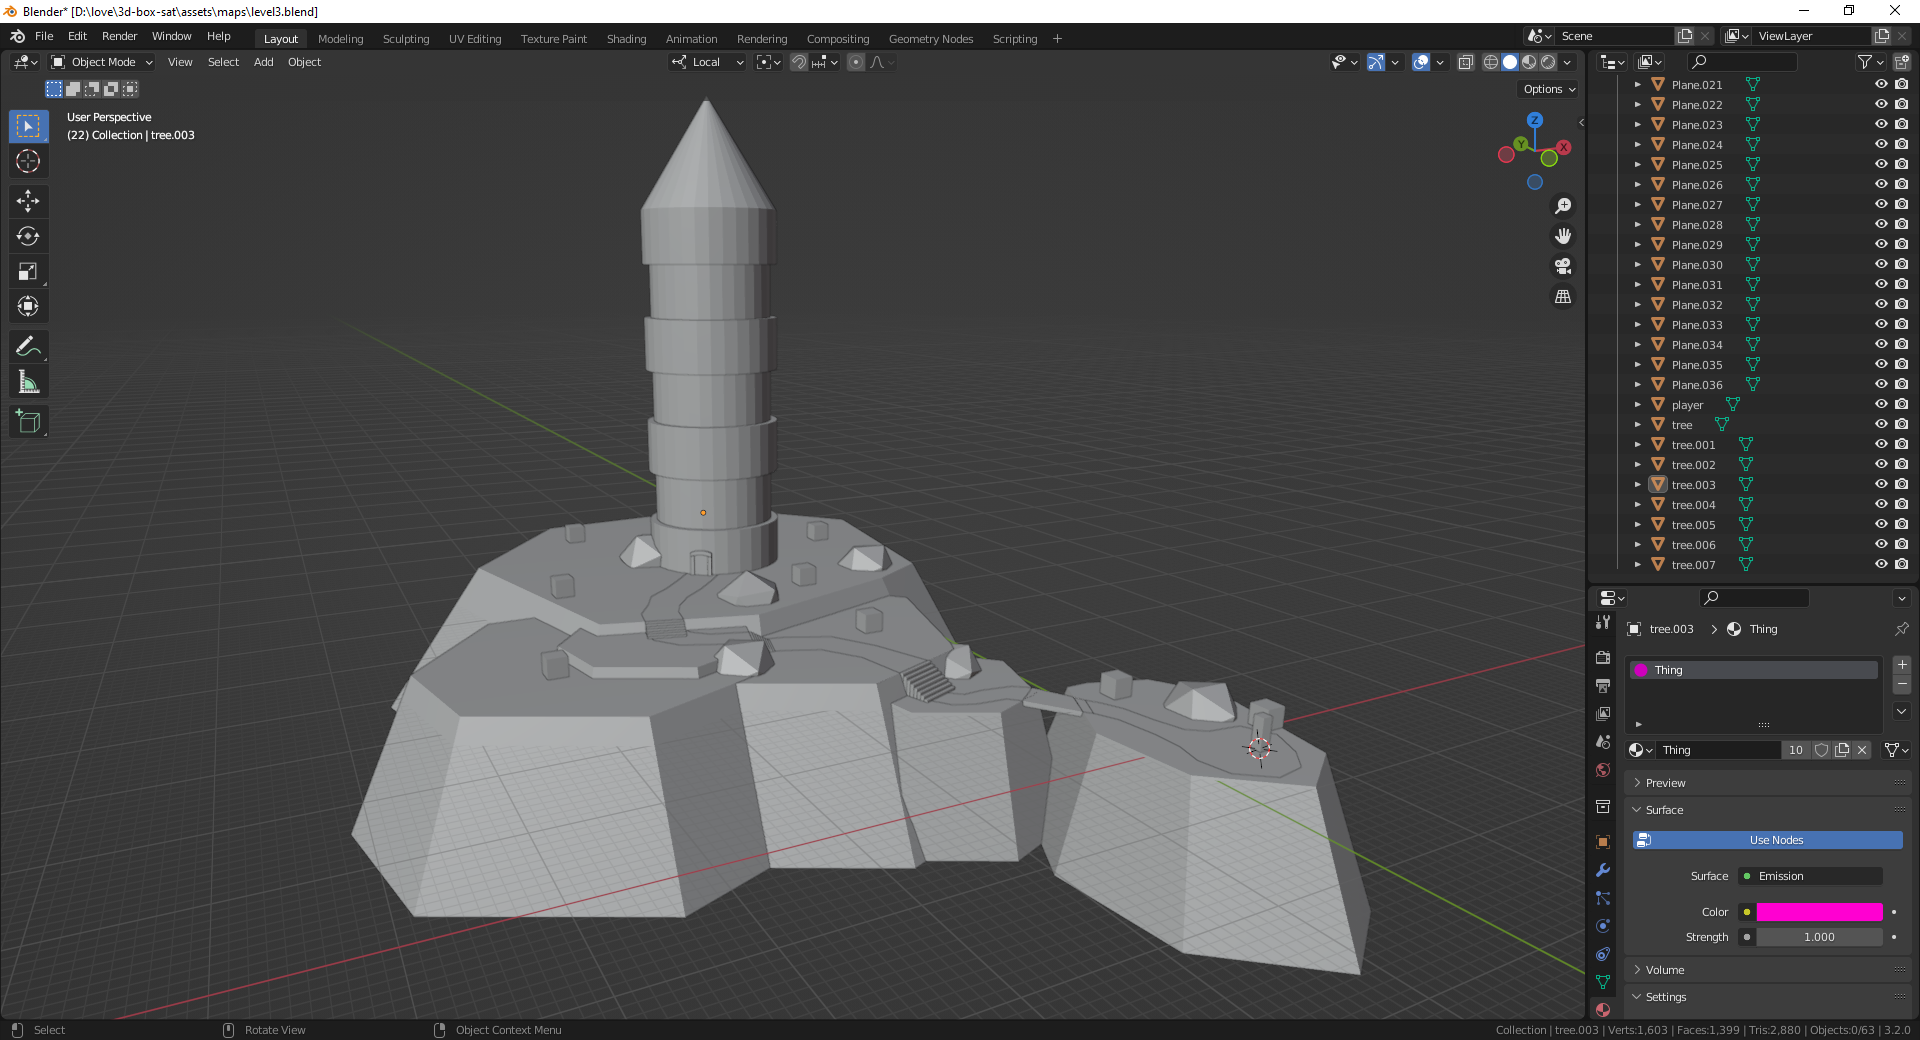 Blender* [D:\love\3d-box-sat\assets\maps\level3.blend]
File Edit Render Window Help Layout Modeling Sculpting UV Editing Texture Paint Shading Animation Rendering Compositing Geometry Nodes Scripting + Scene ViewLayer
Object Mode View Select Add Object Local
Options
User Perspective
(22) Collection | tree.003
Z
Y X
Plane.021
Plane.022
Plane.023
Plane.024
Plane.025
Plane.026
Plane.027
Plane.028
Plane.029
Plane.030
Plane.031
Plane.032
Plane.033
Plane.034
Plane.035
Plane.036
player
tree
tree.001
tree.002
tree.003
tree.004
tree.005
tree.006
tree.007
tree.003 > Thing
Thing
Thing 10
Preview
Surface
Use Nodes
Surface Emission
Color
Strength 1.000
Volume
Settings
Select Rotate View Object Context Menu Collection | tree.003 | Verts:1,603 | Faces:1,399 | Tris:2,880 | Objects:0/63 | 3.2.0